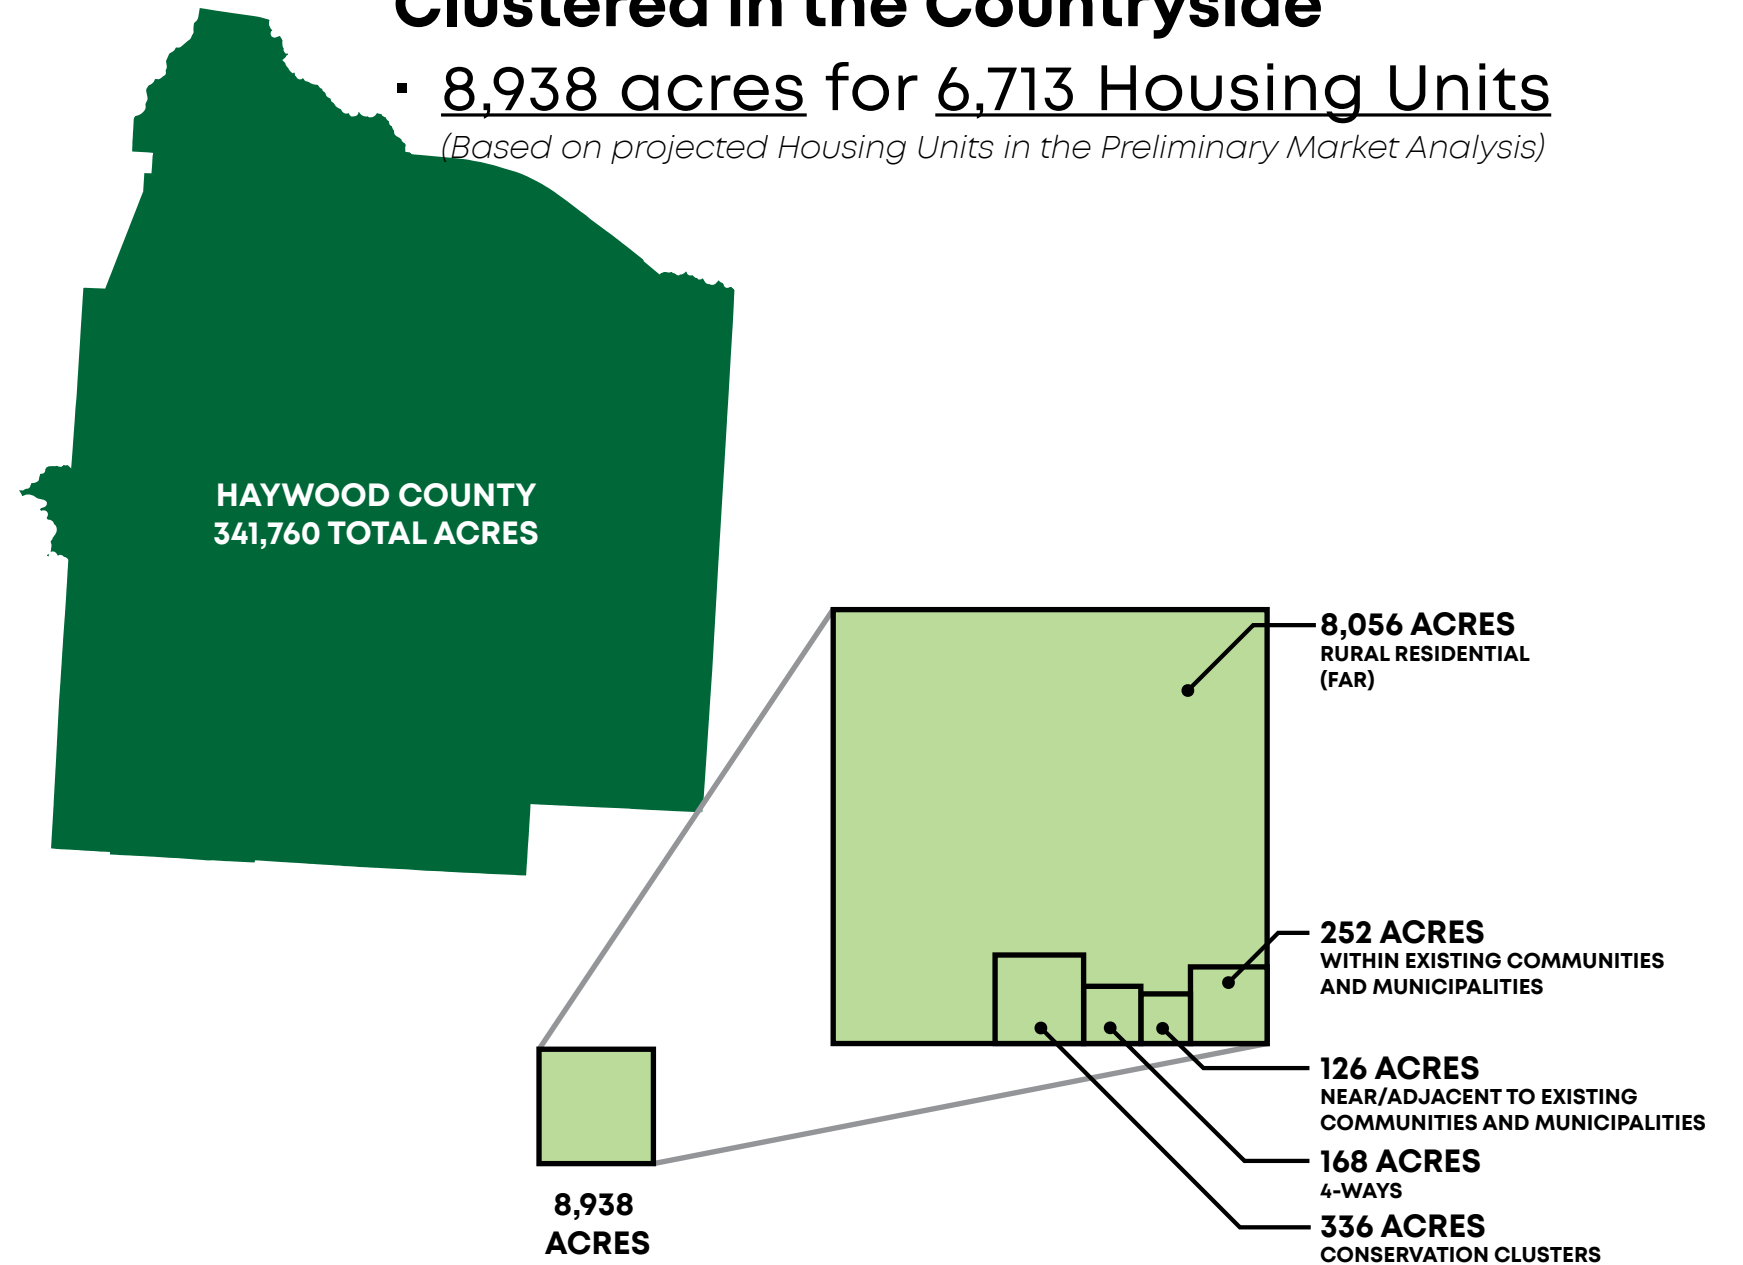 Clustered in the Countryside
▪ 8,938 acres for 6,713 Housing Units
(Based on projected Housing Units in the Preliminary Market Analysis)
HAYWOOD COUNTY
341,760 TOTAL ACRES
8,056 ACRES
RURAL RESIDENTIAL
(FAR)
252 ACRES
WITHIN EXISTING COMMUNITIES
AND MUNICIPALITIES
126 ACRES
NEAR/ADJACENT TO EXISTING
COMMUNITIES AND MUNICIPALITIES
168 ACRES
4-WAYS
336 ACRES
CONSERVATION CLUSTERS
8,938
ACRES